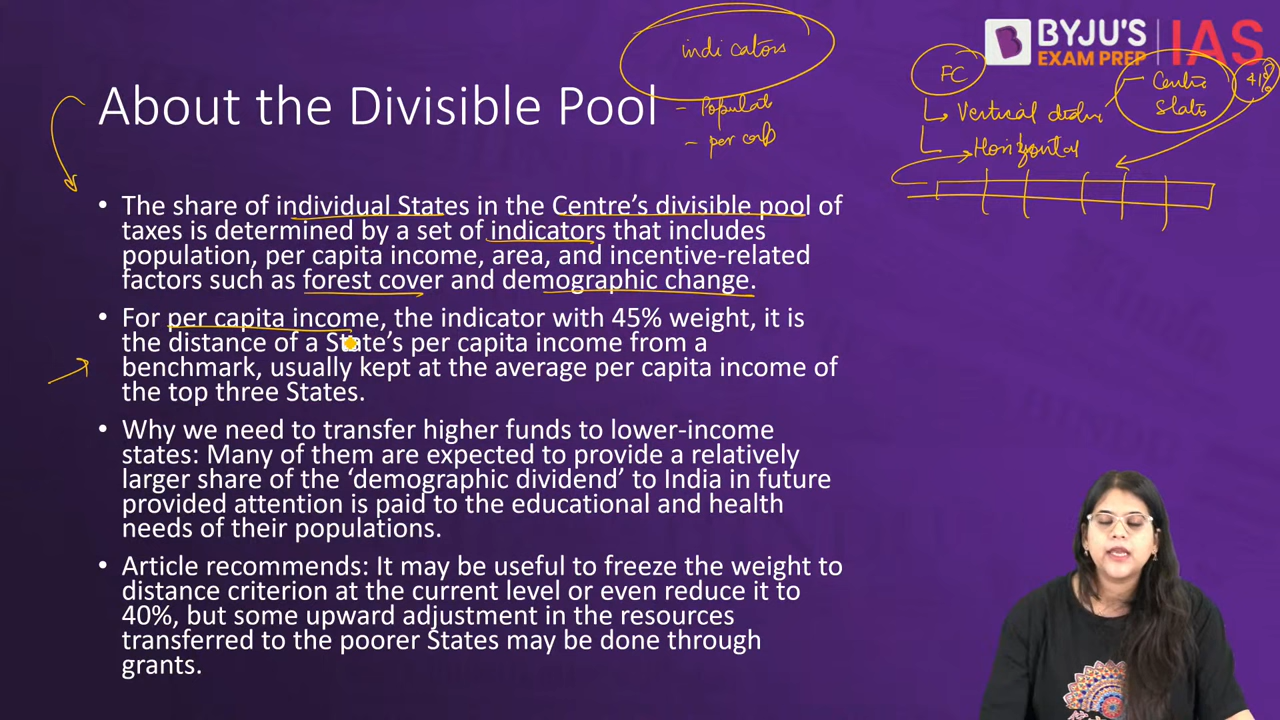 BYJU'S
EXAM PREP
IAS
indicators
- Populat
- per cap
FC
Centre
States
41%
Vertical
Horizontal
About the Divisible Pool
• The share of individual States in the Centre's divisible pool of
taxes is determined by a set of indicators that includes
population, per capita income, area, and incentive-related
factors such as forest cover and demographic change.
• For per capita income, the indicator with 45% weight, it is
the distance of a State's per capita income from a
benchmark, usually kept at the average per capita income of
the top three States.
• Why we need to transfer higher funds to lower-income
states: Many of them are expected to provide a relatively
larger share of the ‘demographic dividend’ to India in future
provided attention is paid to the educational and health
needs of their populations.
• Article recommends: It may be useful to freeze the weight to
distance criterion at the current level or even reduce it to
40%, but some upward adjustment in the resources
transferred to the poorer States may be done through
grants.